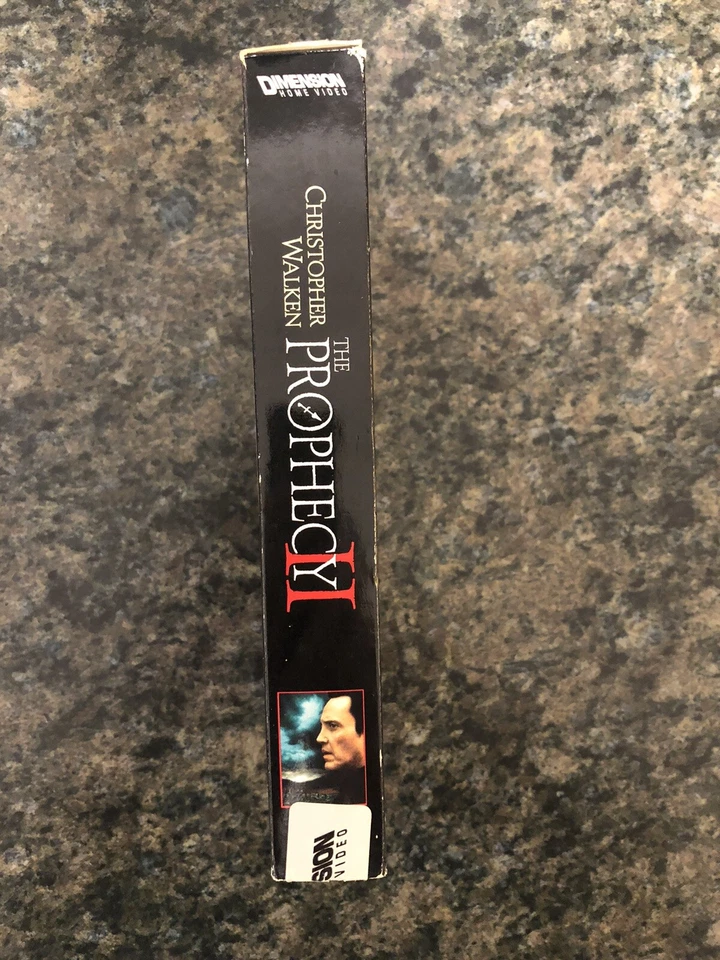 DIMENSION
HOME VIDEO
CHRISTOPHER
WALKEN
THE
PROPHECY
II
SION
VIDEO